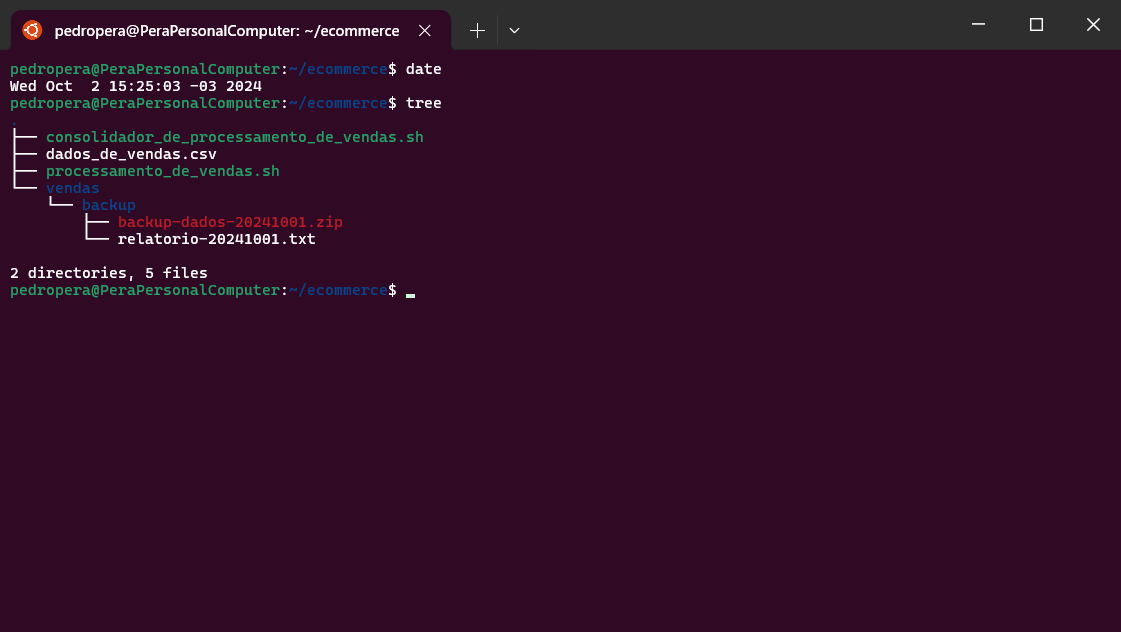 pedropera@PeraPersonalComputer: ~/ecommerce
pedropera@PeraPersonalComputer:~/ecommerce$ date
Wed Oct  2 15:25:03 -03 2024
pedropera@PeraPersonalComputer:~/ecommerce$ tree
.
├── consolidador_de_processamento_de_vendas.sh
├── dados_de_vendas.csv
├── processamento_de_vendas.sh
└── vendas
    └── backup
        ├── backup-dados-20241001.zip
        └── relatorio-20241001.txt
2 directories, 5 files
pedropera@PeraPersonalComputer:~/ecommerce$